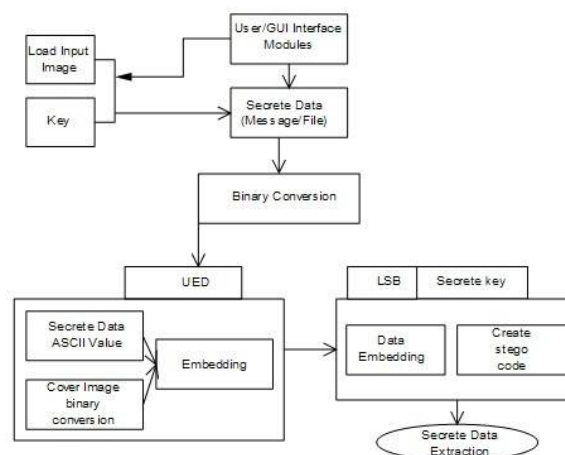 User/GUI Interface
Modules
Load Input
Image
Key
Secrete Data
(Message/File)
Binary Conversion
UED
Secrete Data
ASCII Value
Embedding
Cover Image
binary
conversion
LSB
Secrete key
Data
Embedding
Create
stego
code
Secrete Data
Extraction